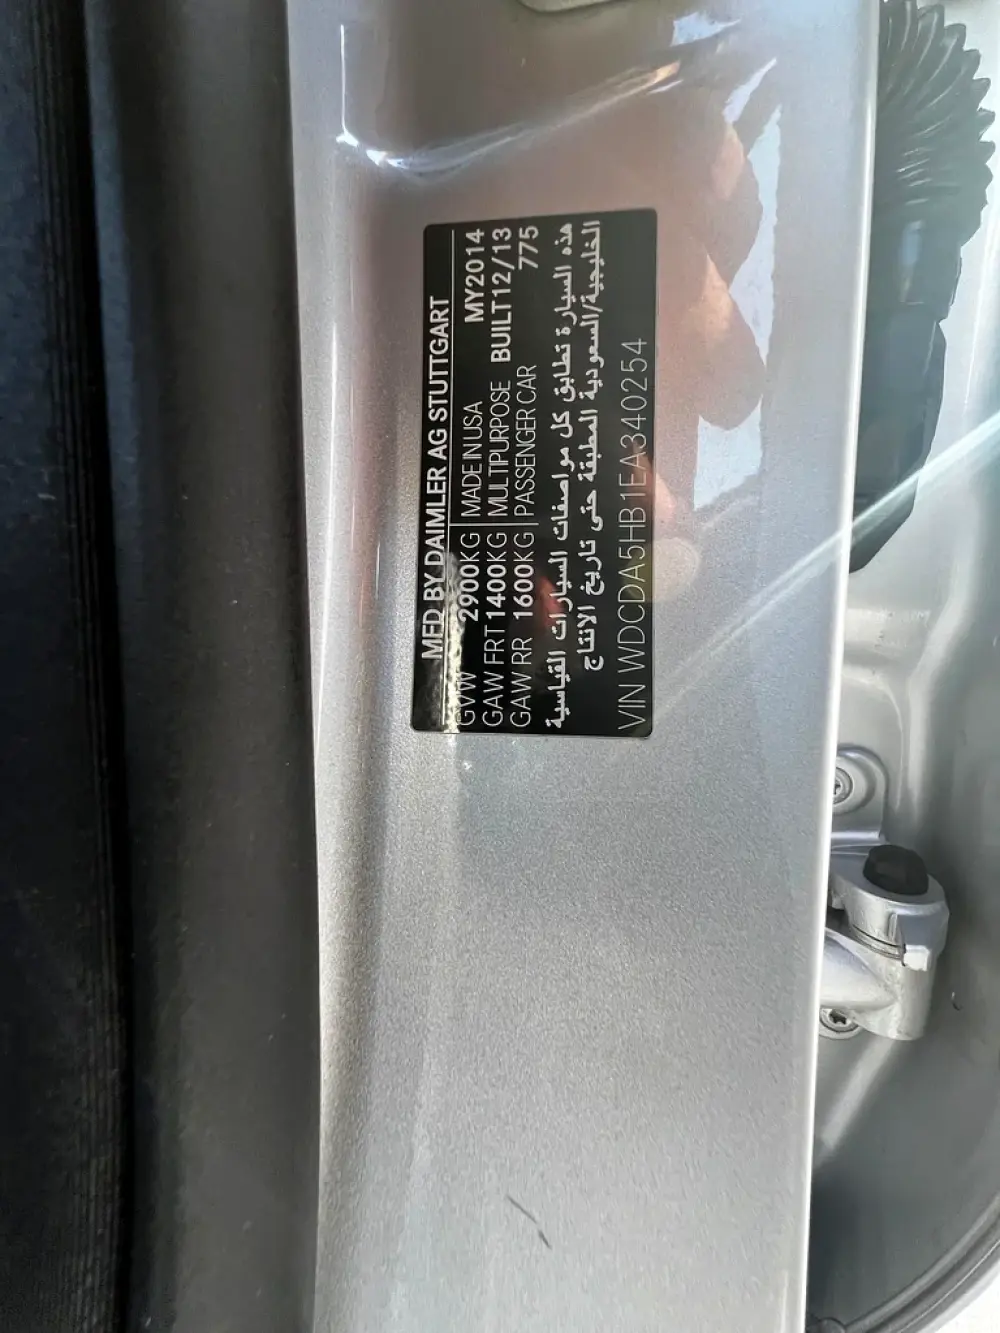 MFD BY DAIMLER AG STUTTGART
GVW 2900KG MADE IN USA MY2014
GAW FRT 1400KG MULTIPURPOSE BUILT 12/13
GAW RR 1600KG PASSENGER CAR 775
هذه السيارة تطابق كل مواصفات السيارات القياسية
الخليجية/السعودية المطبقة حتى تاريخ الانتاج
VIN WDCDA5HB1EA340254